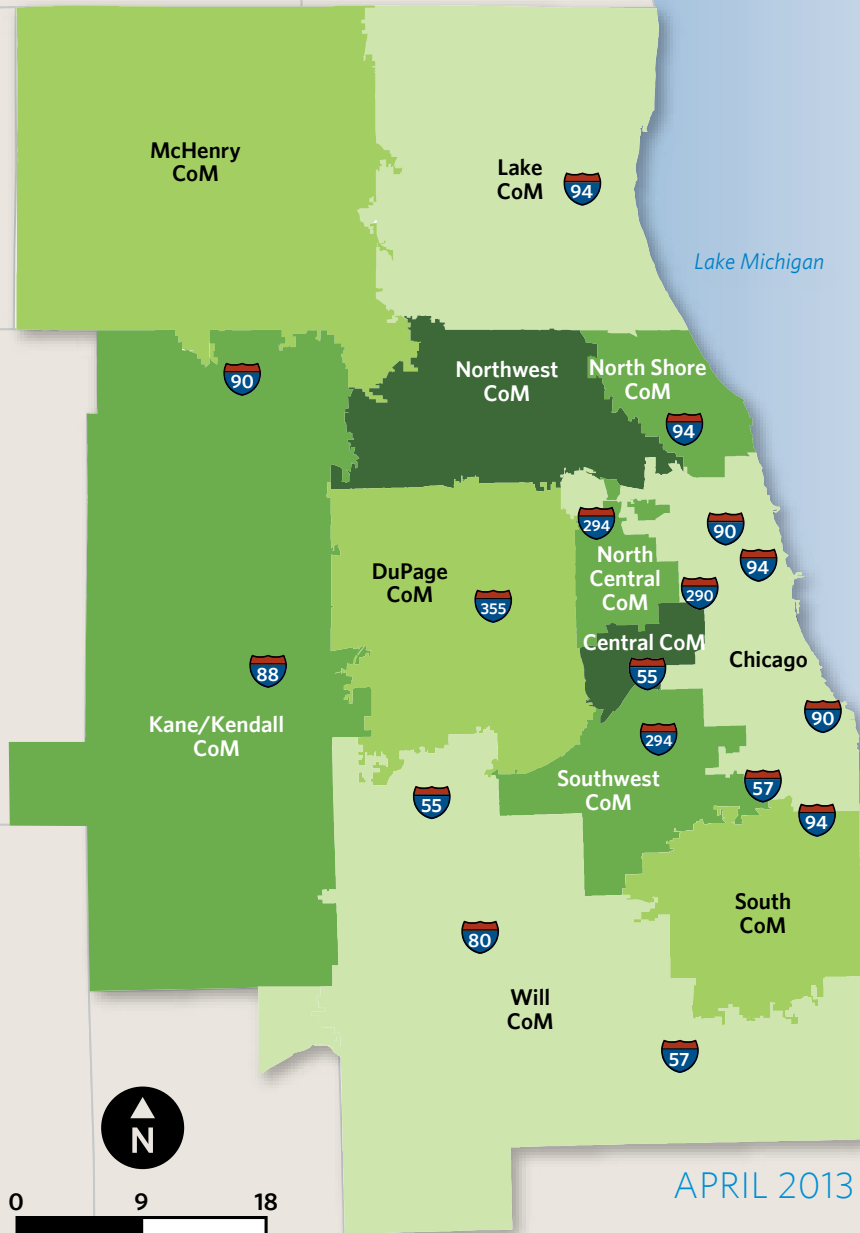 McHenry
CoM
Lake
CoM
94
Lake Michigan
90
Northwest
CoM
North Shore
CoM
94
294
90
North
Central
CoM
94
DuPage
CoM
355
290
Central CoM
Chicago
88
55
Kane/Kendall
CoM
90
294
Southwest
CoM
55
57
94
South
CoM
80
Will
CoM
57
N
APRIL 2013
0 9 18